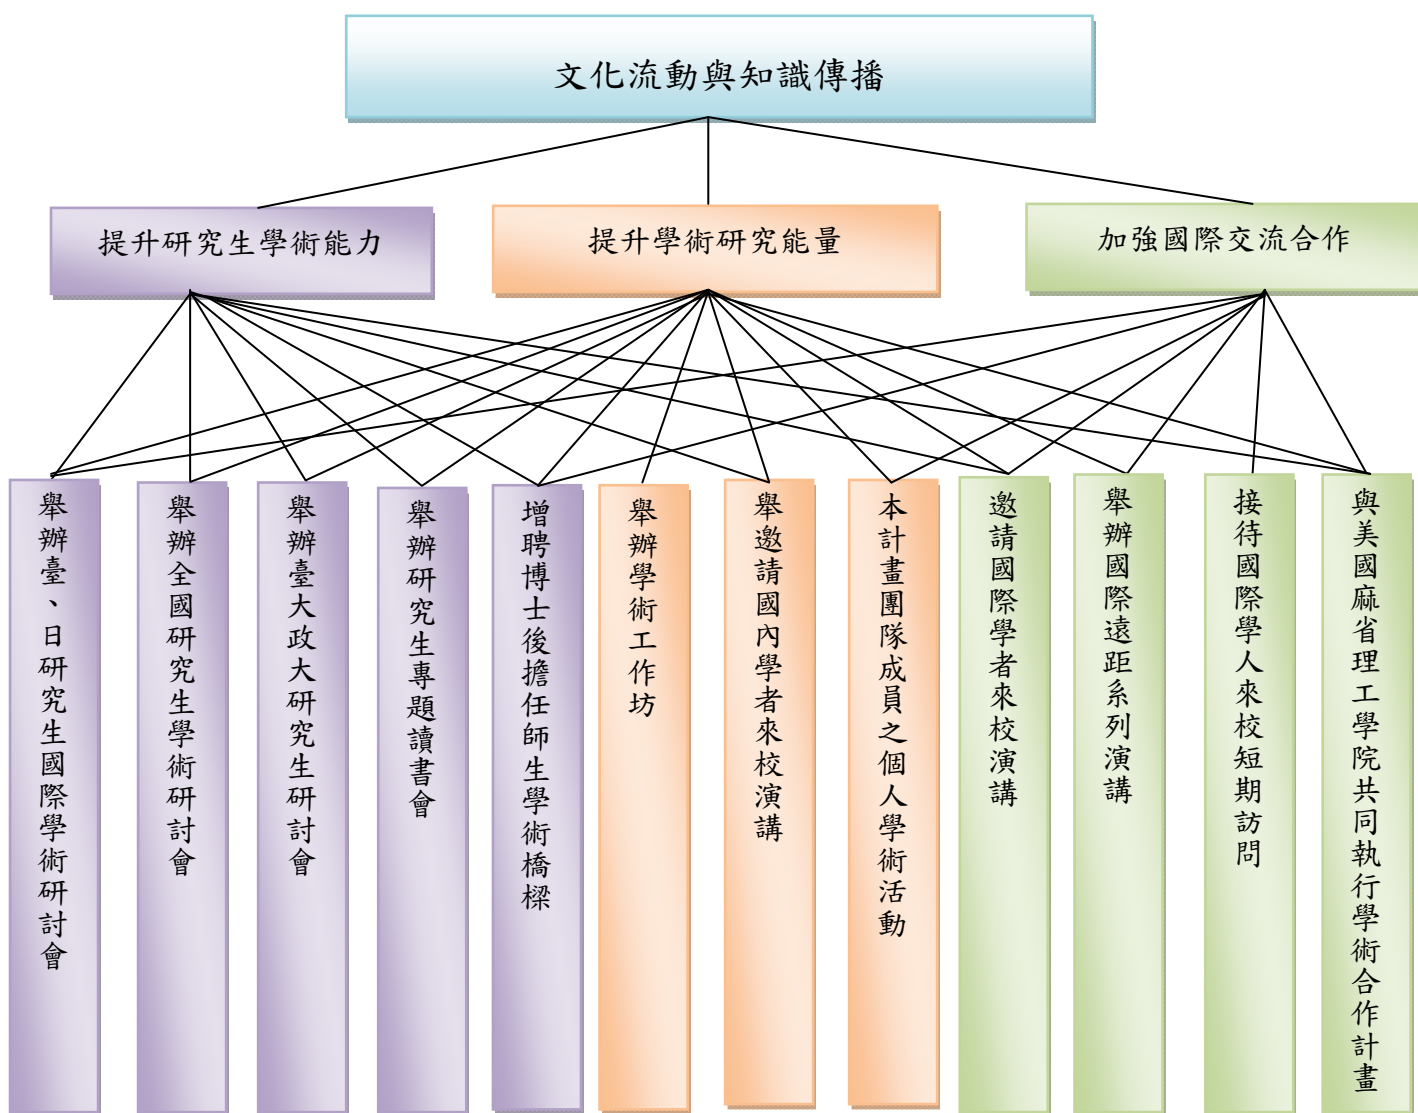 文化流動與知識傳播
提升研究生學術能力
提升學術研究能量
加強國際交流合作
舉辦臺、日研究生國際學術研討會
舉辦全國研究生學術研討會
舉辦臺大政大研究生研討會
舉辦研究生專題讀書會
增聘博士後擔任師生學術橋樑
舉辦學術工作坊
舉邀請國內學者來校演講
本計畫團隊成員之個人學術活動
邀請國際學者來校演講
舉辦國際遠距系列演講
接待國際學人來校短期訪問
與美國麻省理工學院共同執行學術合作計畫